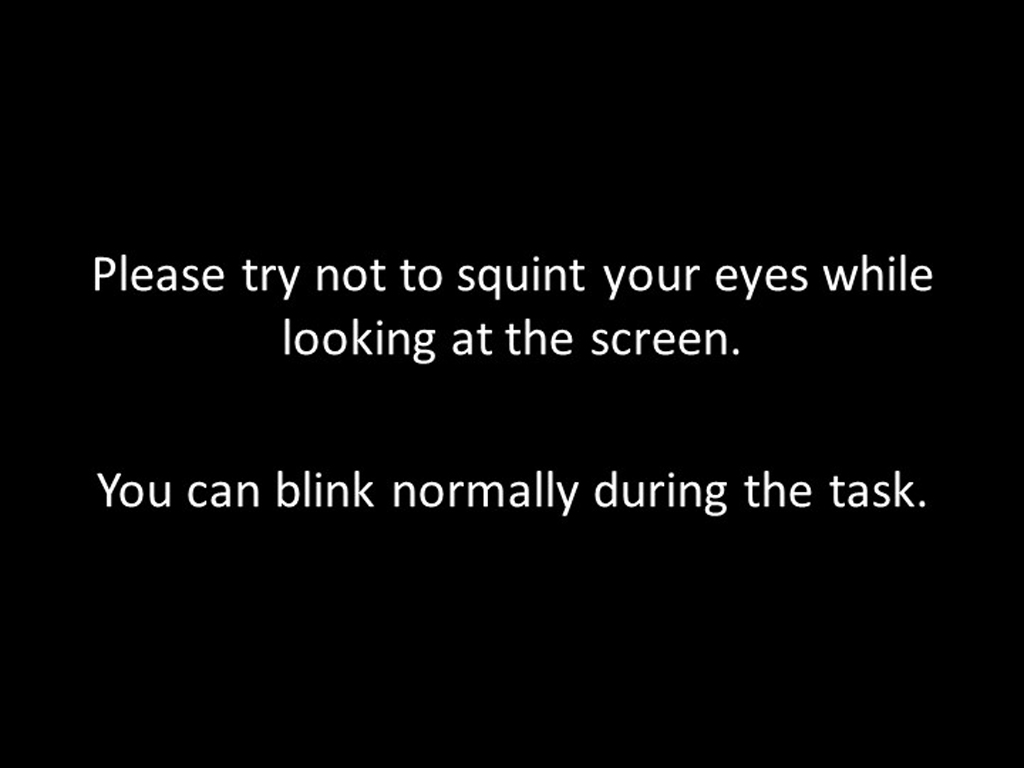 Please try not to squint your eyes while
looking at the screen.
You can blink normally during the task.